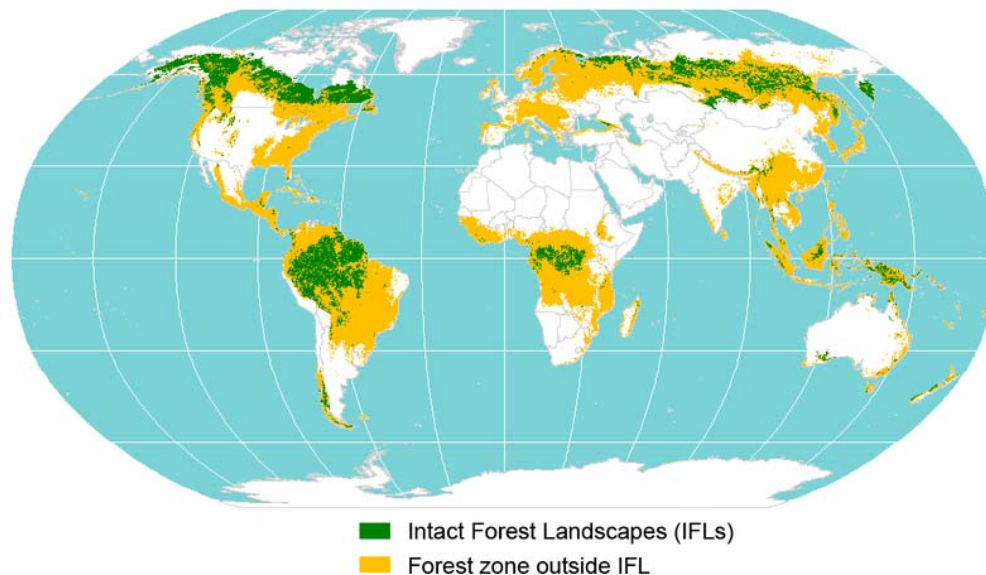 Intact Forest Landscapes (IFLs)
Forest zone outside IFL